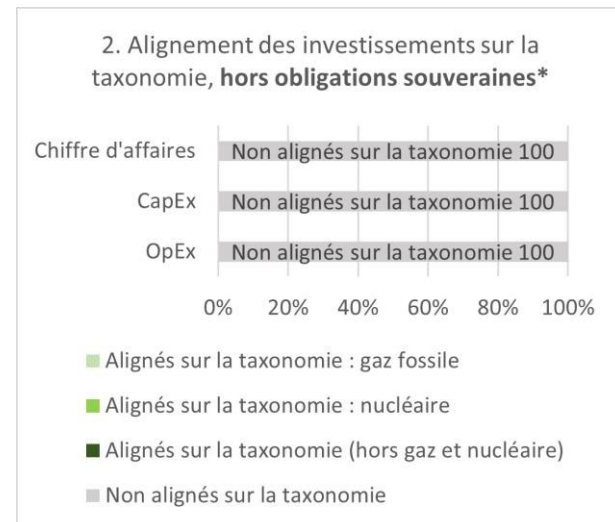 2. Alignement des investissements sur la
taxonomie, hors obligations souveraines*
Chiffre d'affaires
Non alignés sur la taxonomie 100
CapEx
Non alignés sur la taxonomie 100
OpEx
Non alignés sur la taxonomie 100
0% 20% 40% 60% 80% 100%
Alignés sur la taxonomie : gaz fossile
Alignés sur la taxonomie : nucléaire
Alignés sur la taxonomie (hors gaz et nucléaire)
Non alignés sur la taxonomie